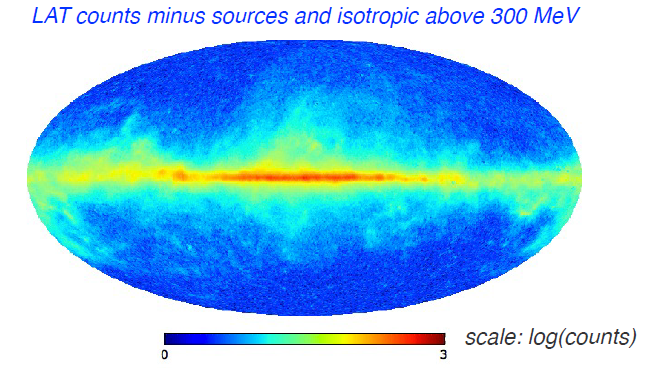 LAT counts minus sources and isotropic above 300 MeV
0
3
scale: log(counts)